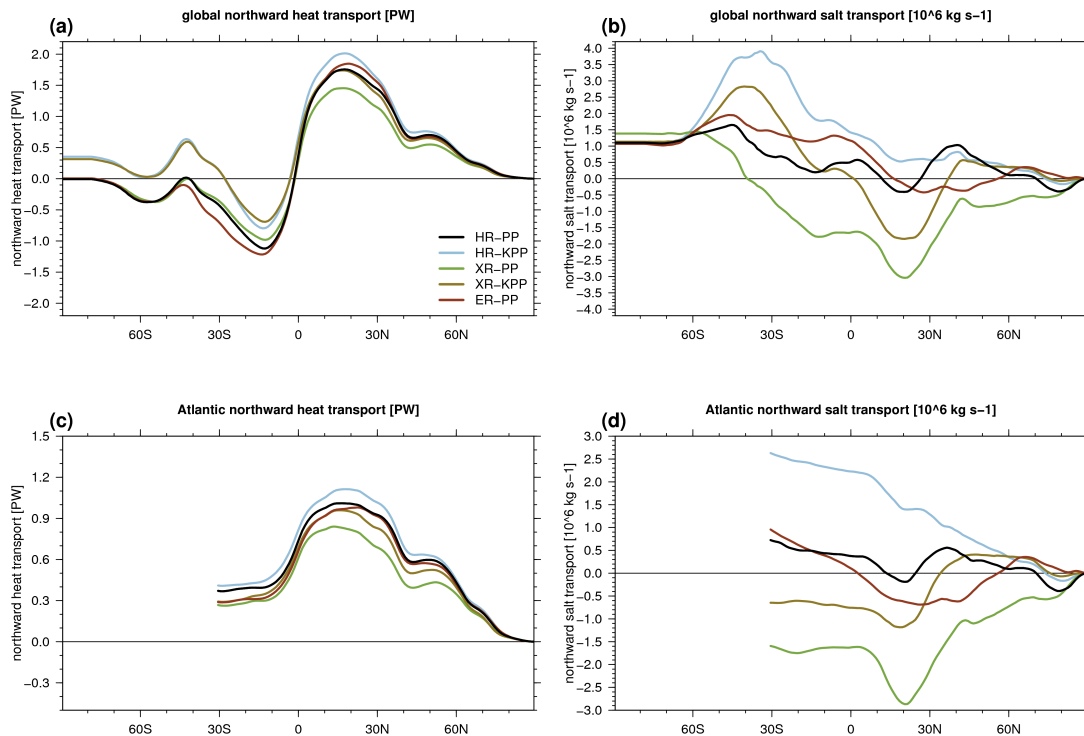 global northward heat transport [PW]
(a)
northward heat transport [PW]
2.0
1.5
1.0
0.5
0.0
−0.5
−1.0
−1.5
−2.0
60S 30S 0 30N 60N
HR−PP
HR−KPP
XR−PP
XR−KPP
ER−PP
global northward salt transport [10^6 kg s−1]
(b)
northward salt transport [10^6 kg s−1]
4.0
3.5
3.0
2.5
2.0
1.5
1.0
0.5
0.0
−0.5
−1.0
−1.5
−2.0
−2.5
−3.0
−3.5
−4.0
60S 30S 0 30N 60N
Atlantic northward heat transport [PW]
(c)
northward heat transport [PW]
1.5
1.2
0.9
0.6
0.3
0.0
−0.3
60S 30S 0 30N 60N
Atlantic northward salt transport [10^6 kg s−1]
(d)
northward salt transport [10^6 kg s−1]
3.0
2.5
2.0
1.5
1.0
0.5
0.0
−0.5
−1.0
−1.5
−2.0
−2.5
−3.0
60S 30S 0 30N 60N